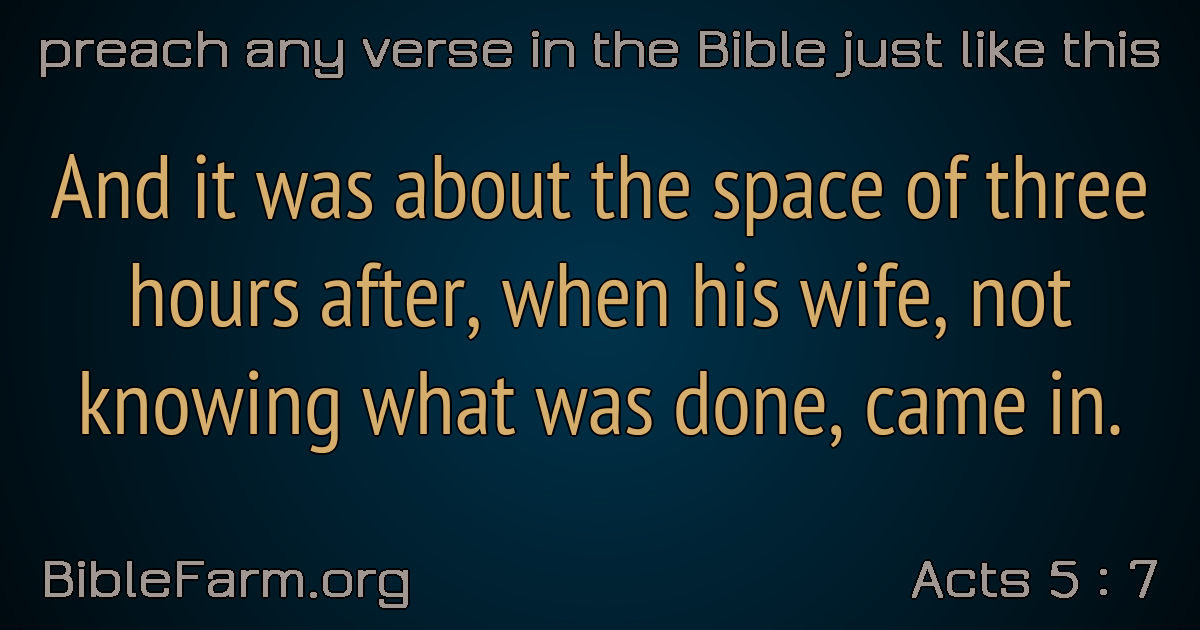 preach any verse in the Bible just like this
And it was about the space of three
hours after, when his wife, not
knowing what was done, came in.
BibleFarm.org
Acts 5 : 7